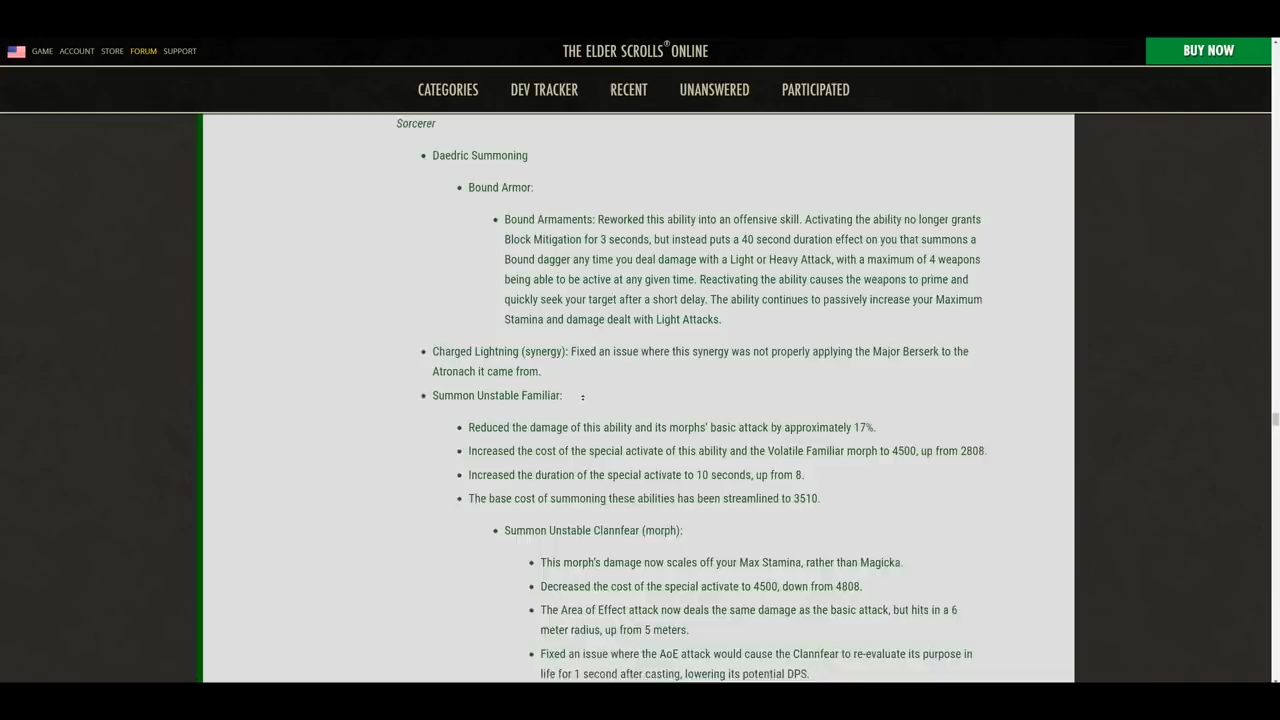 GAME ACCOUNT STORE FORUM SUPPORT
THE ELDER SCROLLS® ONLINE
BUY NOW
CATEGORIES DEV TRACKER RECENT UNANSWERED PARTICIPATED
Sorcerer
• Daedric Summoning
• Bound Armor:
• Bound Armaments: Reworked this ability into an offensive skill. Activating the ability no longer grants
Block Mitigation for 3 seconds, but instead puts a 40 second duration effect on you that summons a
Bound dagger any time you deal damage with a Light or Heavy Attack, with a maximum of 4 weapons
being able to be active at any given time. Reactivating the ability causes the weapons to prime and
quickly seek your target after a short delay. The ability continues to passively increase your Maximum
Stamina and damage dealt with Light Attacks.
• Charged Lightning (synergy): Fixed an issue where this synergy was not properly applying the Major Berserk to the
Atronach it came from.
• Summon Unstable Familiar:
• Reduced the damage of this ability and its morphs' basic attack by approximately 17%.
• Increased the cost of the special activate of this ability and the Volatile Familiar morph to 4500, up from 2808.
• Increased the duration of the special activate to 10 seconds, up from 8.
• The base cost of summoning these abilities has been streamlined to 3510.
• Summon Unstable Clannfear (morph):
• This morph's damage now scales off your Max Stamina, rather than Magicka.
• Decreased the cost of the special activate to 4500, down from 4808.
• The Area of Effect attack now deals the same damage as the basic attack, but hits in a 6
meter radius, up from 5 meters.
• Fixed an issue where the AoE attack would cause the Clannfear to re-evaluate its purpose in
life for 1 second after casting, lowering its potential DPS.